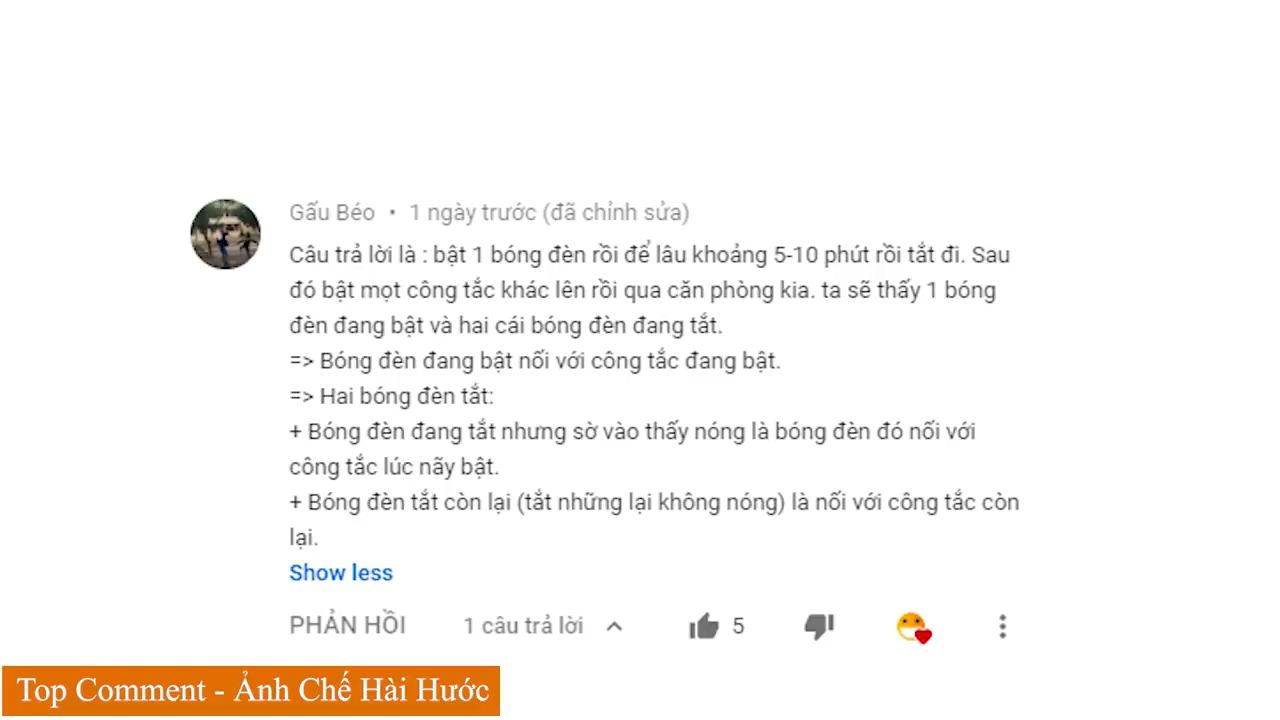 Gấu Béo • 1 ngày trước (đã chỉnh sửa)
Câu trả lời là : bật 1 bóng đèn rồi để lâu khoảng 5-10 phút rồi tắt đi. Sau
đó bật mọt công tắc khác lên rồi qua căn phòng kia. ta sẽ thấy 1 bóng
đèn đang bật và hai cái bóng đèn đang tắt.
=> Bóng đèn đang bật nối với công tắc đang bật.
=> Hai bóng đèn tắt:
+ Bóng đèn đang tắt nhưng sờ vào thấy nóng là bóng đèn đó nối với
công tắc lúc nãy bật.
+ Bóng đèn tắt còn lại (tắt những lại không nóng) là nối với công tắc còn
lại.
Show less
PHẢN HỒI 1 câu trả lời 5
Top Comment - Ảnh Chế Hài Hước